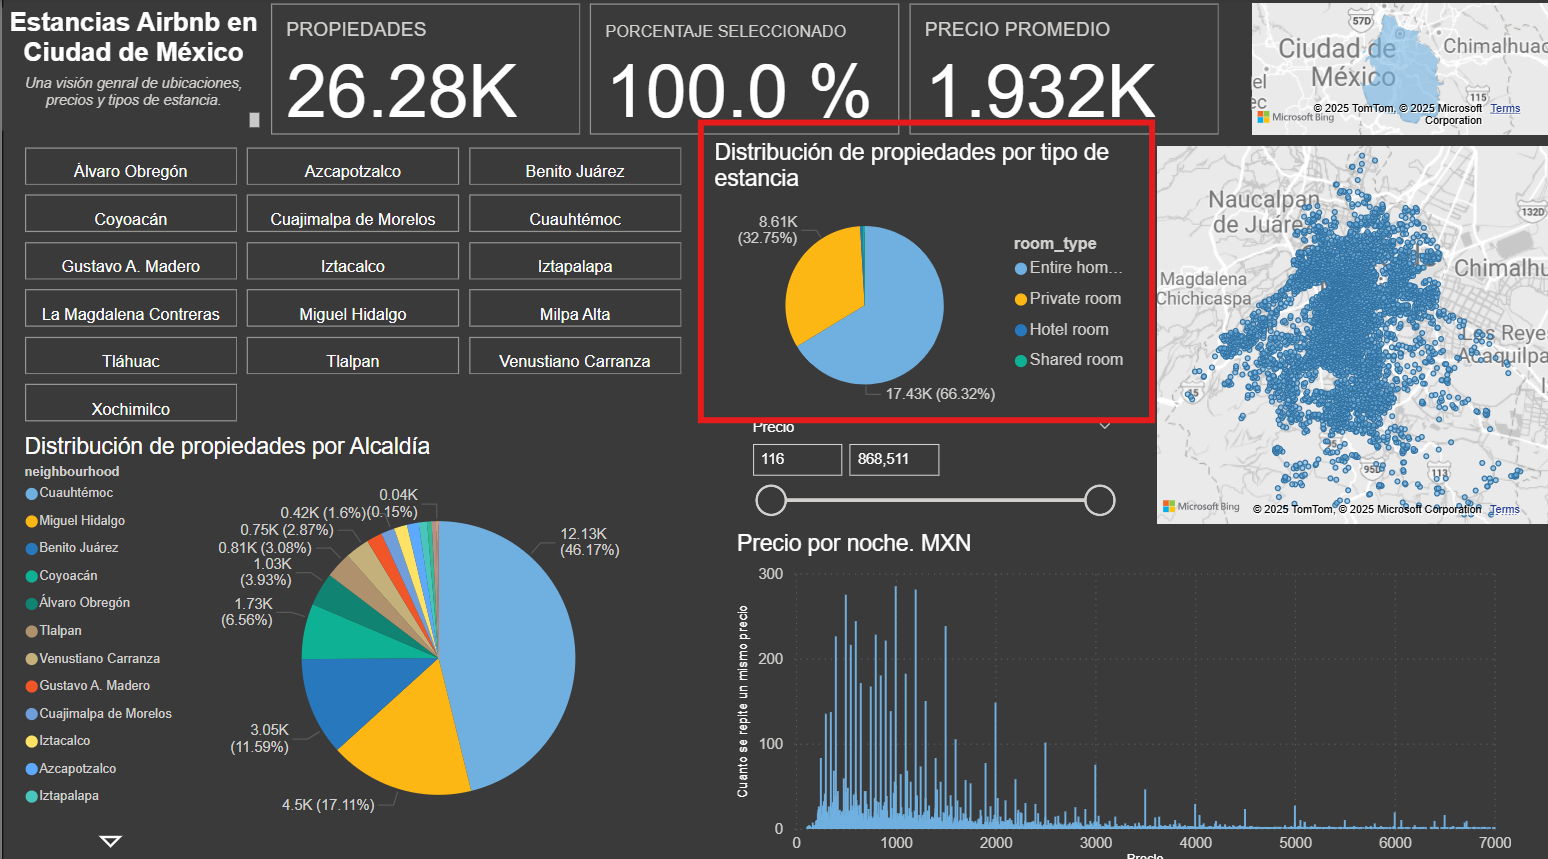 Estancias Airbnb en
Ciudad de México
Una visión genral de ubicaciones,
precios y tipos de estancia.
PROPIEDADES
26.28K
PORCENTAJE SELECCIONADO
100.0 %
PRECIO PROMEDIO
1.932K
57D
Ciudad de
México
Chimalhuac
el
ec
115
© 2025 TomTom, © 2025 Microsoft
Corporation
Terms
Microsoft Bing
Álvaro Obregón
Azcapotzalco
Benito Juárez
Coyoacán
Cuajimalpa de Morelos
Cuauhtémoc
Gustavo A. Madero
Iztacalco
Iztapalapa
La Magdalena Contreras
Miguel Hidalgo
Milpa Alta
Tláhuac
Tlalpan
Venustiano Carranza
Xochimilco
Distribución de propiedades por tipo de
estancia
8.61K
(32.75%)
17.43K (66.32%)
room_type
Entire hom...
Private room
Hotel room
Shared room
Precio
116
868,511
Naucalpan
de Juáre
132D
Magdalena
Chichicaspa
Chimalhu
Los Reyes
Acaquilpa
15
95
95D
113
Microsoft Bing
© 2025 TomTom, © 2025 Microsoft Corporation
Terms
Distribución de propiedades por Alcaldía
neighbourhood
Cuauhtémoc
Miguel Hidalgo
Benito Juárez
Coyoacán
Álvaro Obregón
Tlalpan
Venustiano Carranza
Gustavo A. Madero
Cuajimalpa de Morelos
Iztacalco
Azcapotzalco
Iztapalapa
0.04K
(0.15%)
0.42K (1.6%)
0.75K (2.87%)
0.81K (3.08%)
1.03K
(3.93%)
1.73K
(6.56%)
3.05K
(11.59%)
4.5K (17.11%)
12.13K
(46.17%)
Precio por noche. MXN
Cuanto se repite un mismo precio
300
200
100
0
0
1000
2000
3000
4000
5000
6000
7000
Precio